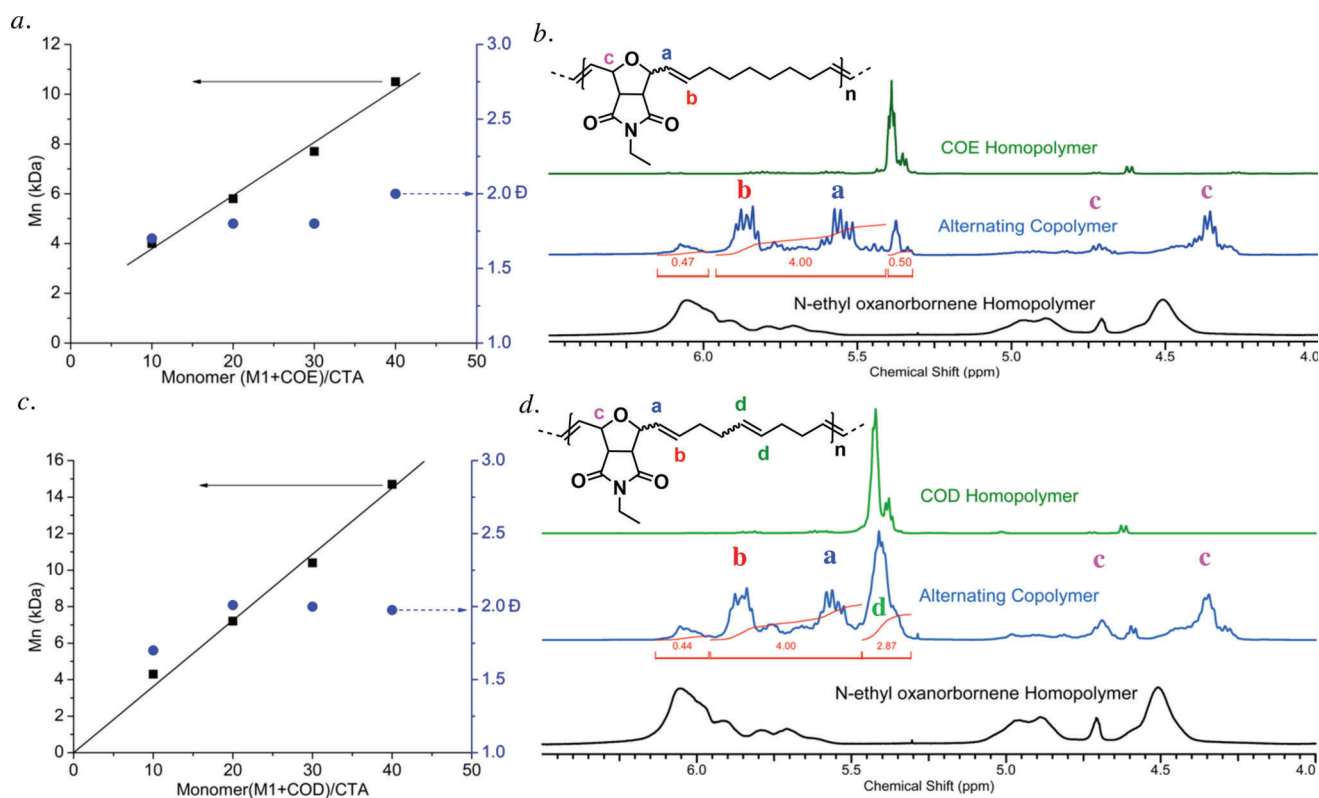 a.
12
10
8
6
4
2
0
0
10
20
30
40
50
3.0
2.5
2.0 Đ
1.5
1.0
Mn (kDa)
Monomer (M1+COE)/CTA
b.
c
O
a
b
n
O
N
O
COE Homopolymer
b
a
c
c
Alternating Copolymer
0.47
4.00
0.50
N-ethyl oxanorbornene Homopolymer
6.0
5.5
5.0
4.5
4.0
Chemical Shift (ppm)
c.
16
14
12
10
8
6
4
2
0
0
10
20
30
40
50
3.0
2.5
2.0 Đ
1.5
1.0
Mn (kDa)
Monomer(M1+COD)/CTA
d.
c
O
a
d
b
d
n
O
N
O
COD Homopolymer
b
a
c
c
d
Alternating Copolymer
0.44
4.00
2.87
N-ethyl oxanorbornene Homopolymer
6.0
5.5
5.0
4.5
4.0
Chemical Shift (ppm)